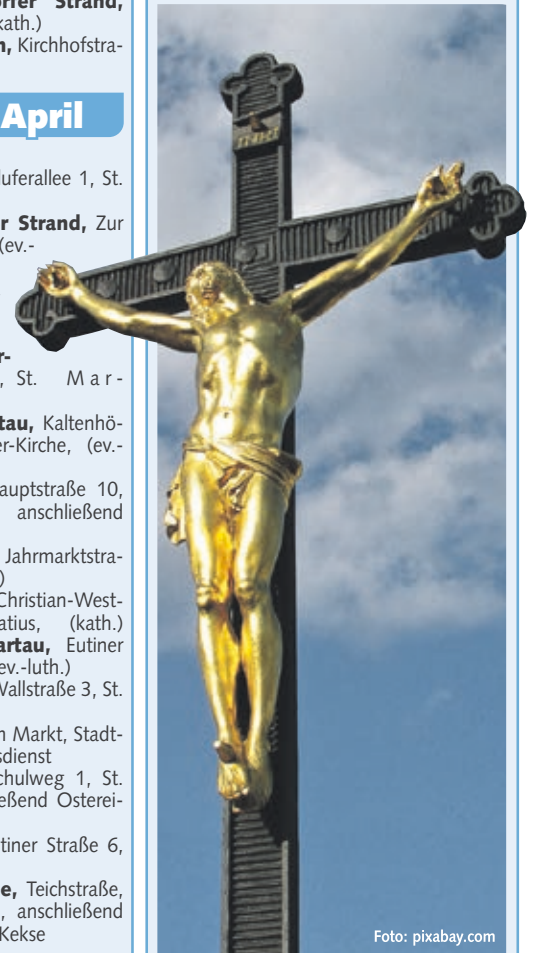 orfer Strand,
kath.)
n, Kirchhofstra-
April
luferallee 1, St.
r Strand, Zur
(ev.-
r-
, St. Mar-
tau, Kaltenhö-
er-Kirche, (ev.-
auptstraße 10,
anschließend
Jahrmarktstra-
)
Christian-West-
atius, (kath.)
artau, Eutiner
ev.-luth.)
Wallstraße 3, St.
n Markt, Stadt-
sdienst
chulweg 1, St.
eßend Osterei-
tiner Straße 6,
e, Teichstraße,
, anschließend
Kekse
INRI
Foto: pixabay.com